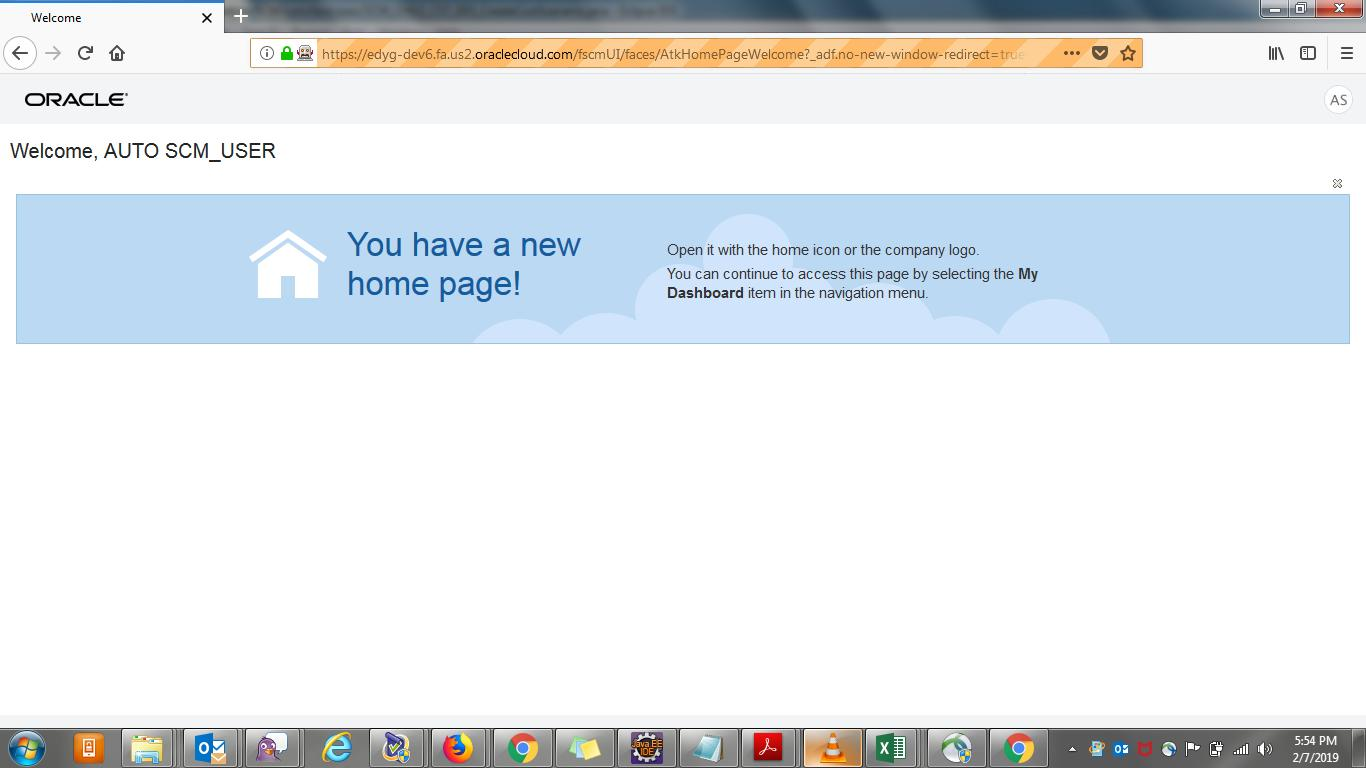 Welcome
https://edyg-dev6.fa.us2.oraclecloud.com/fscmUI/faces/AtkHomePageWelcome?_adf.no-new-window-redirect=true
ORACLE
AS
Welcome, AUTO SCM_USER
You have a new
home page!
Open it with the home icon or the company logo.
You can continue to access this page by selecting the My
Dashboard item in the navigation menu.
Java EE
IDE
5:54 PM
2/7/2019